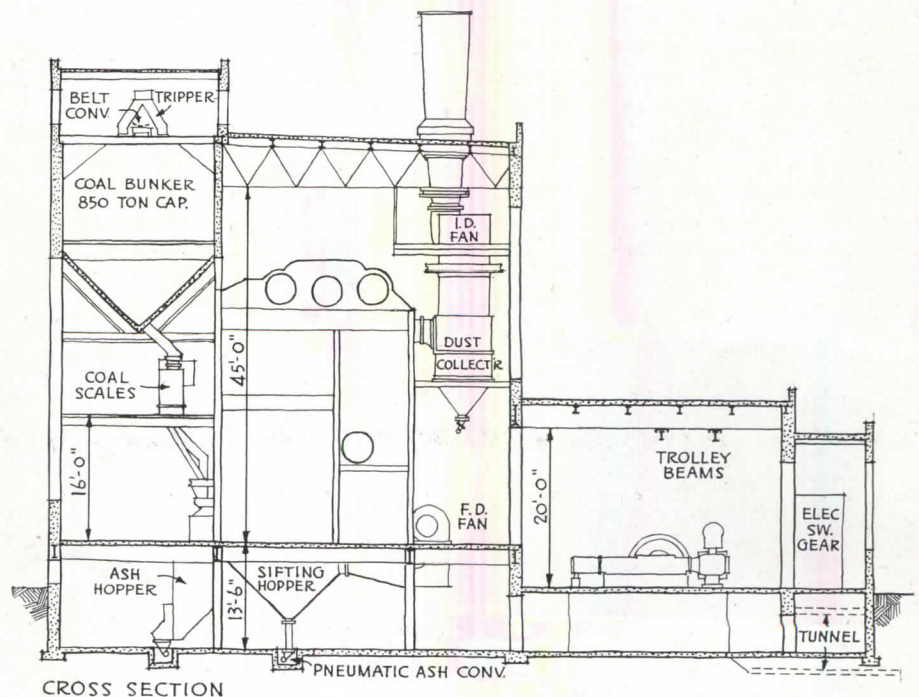 BELT
CONV.
TRIPPER
COAL BUNKER
850 TON CAP.
I.D.
FAN
45'-0"
DUST
COLLECT'R
COAL
SCALES
16'-0"
TROLLEY
BEAMS
20'-0"
F.D.
FAN
ELEC
SW.
GEAR
ASH
HOPPER
13'-6"
SIFTING
HOPPER
TUNNEL
PNEUMATIC ASH CONV.
CROSS SECTION